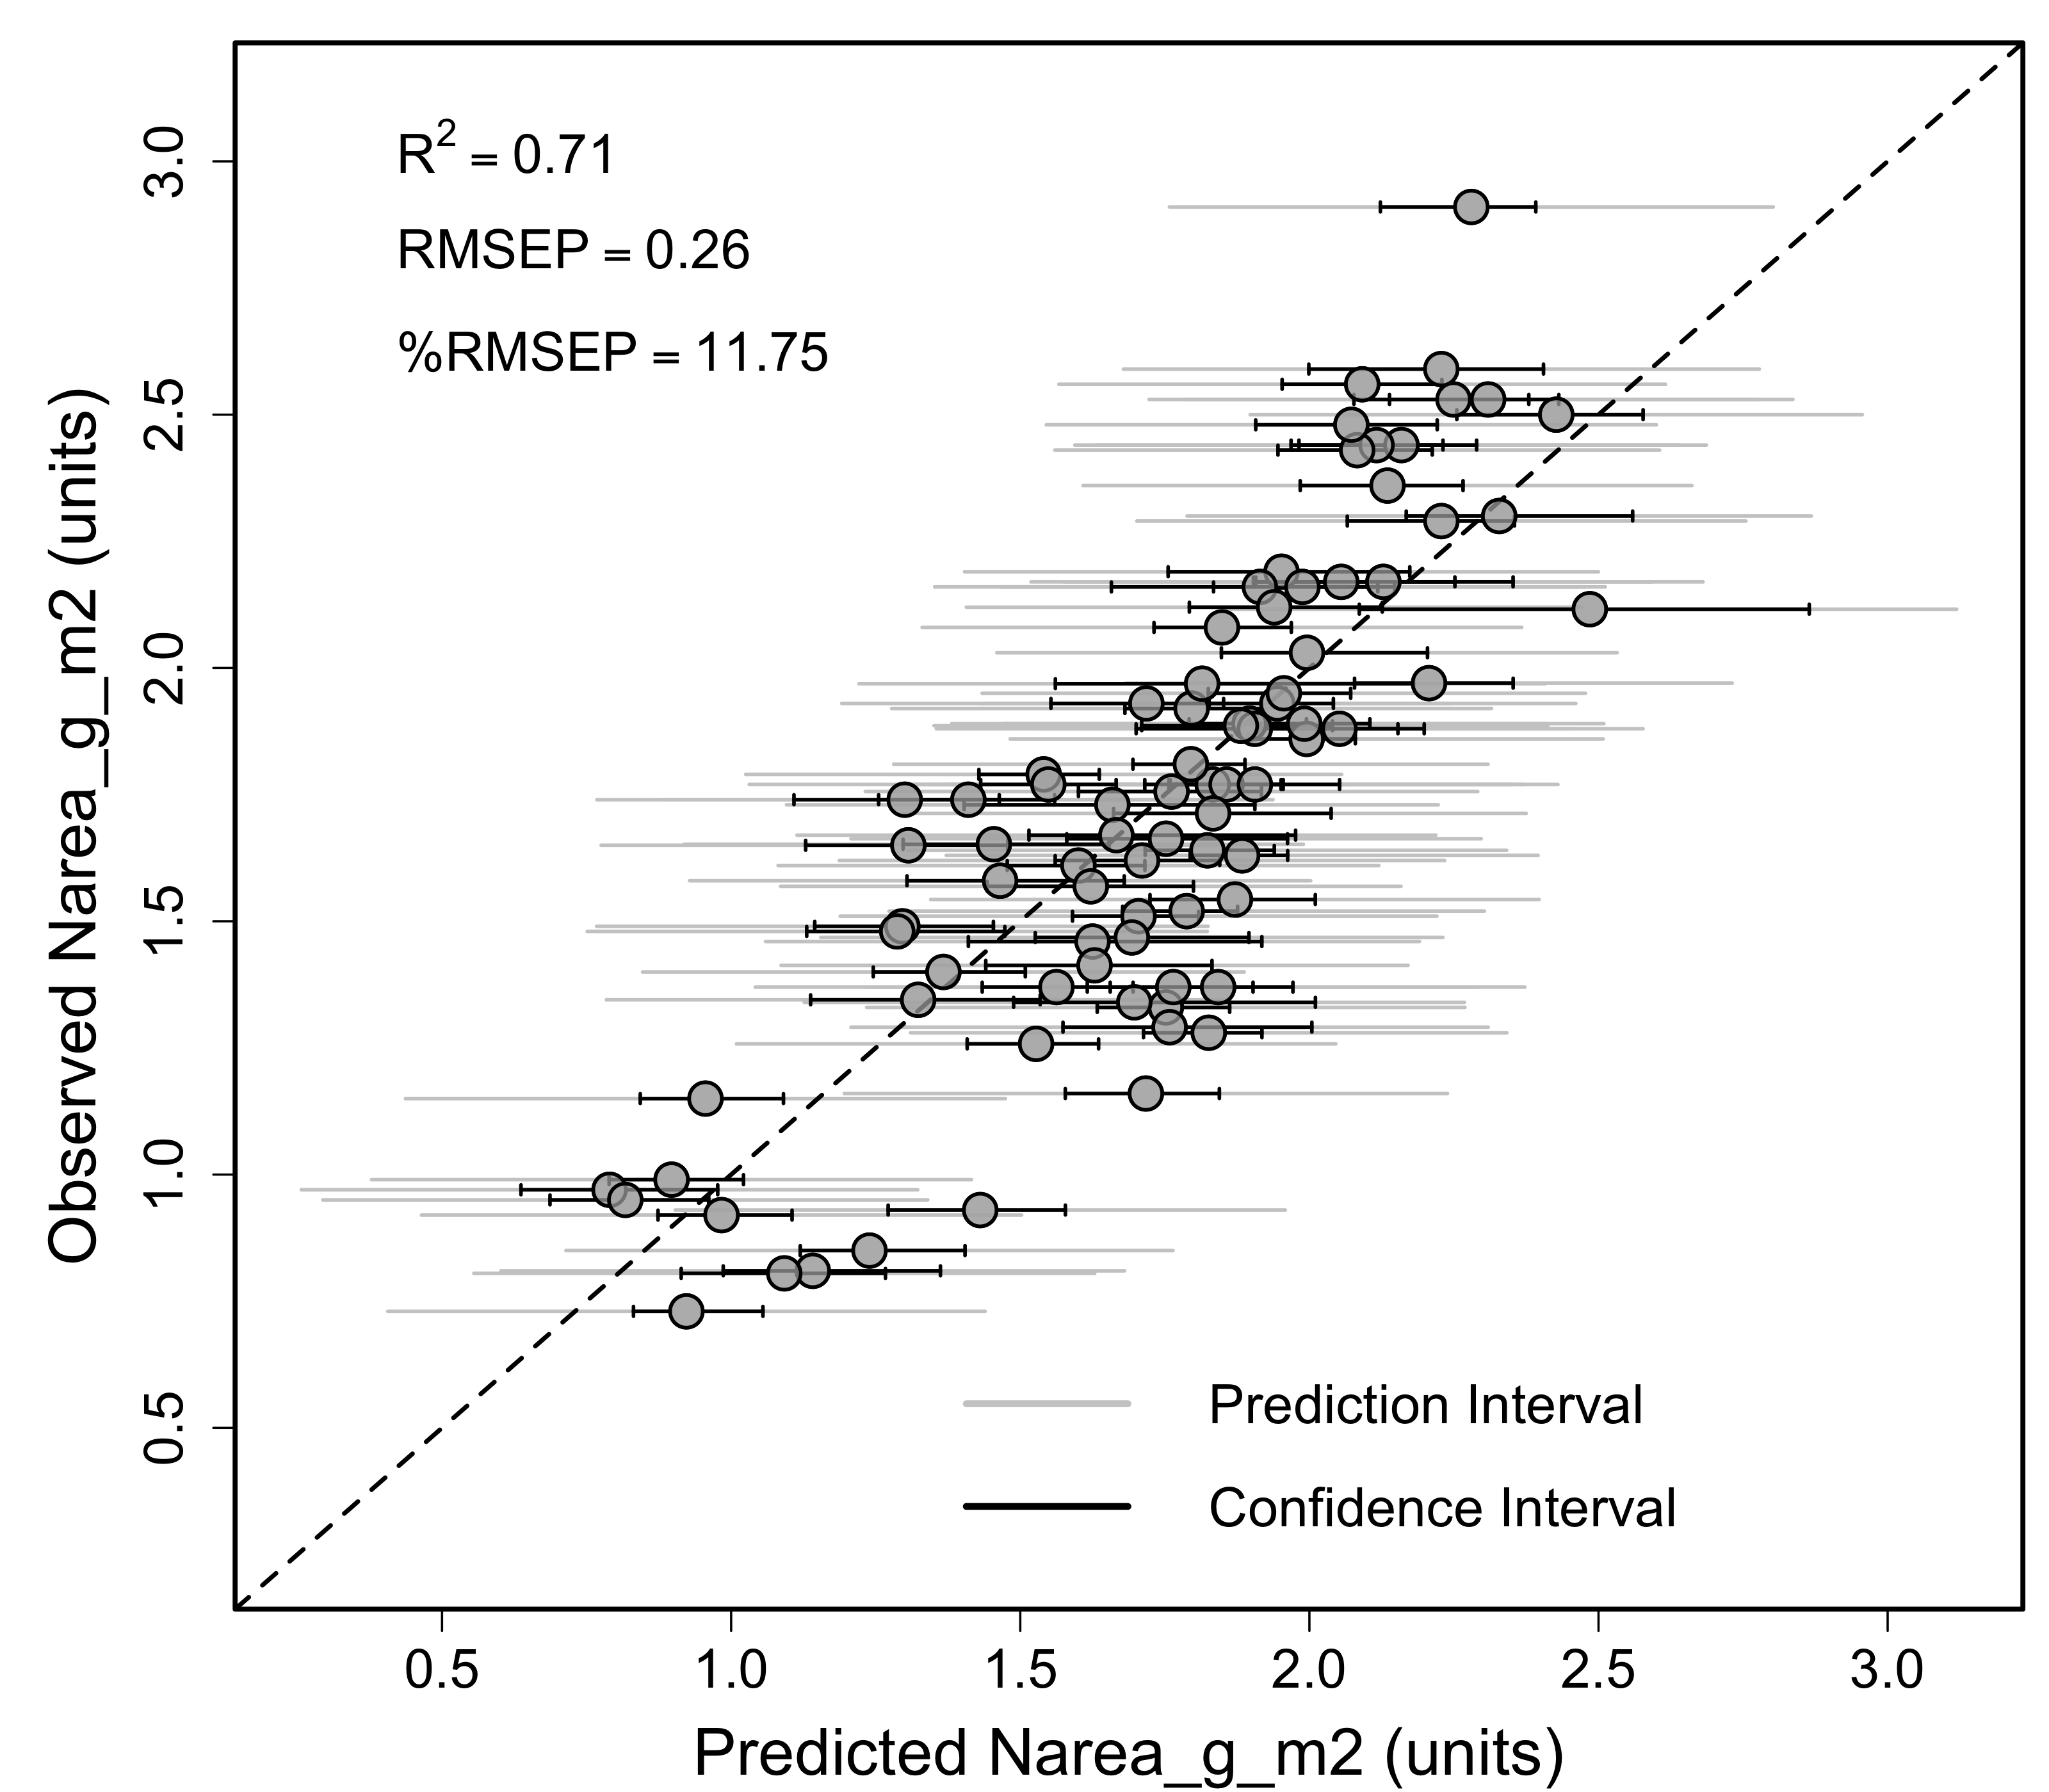 R² = 0.71
RMSEP = 0.26
%RMSEP = 11.75
Observed Narea_g_m2 (units)
3.0
2.5
2.0
1.5
1.0
0.5
Prediction Interval
Confidence Interval
0.5 1.0 1.5 2.0 2.5 3.0
Predicted Narea_g_m2 (units)